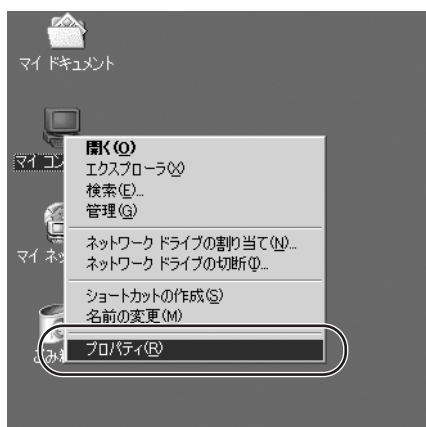 マイ ドキュメント
マイ コン
開く(O)
エクスプローラ(X)
検索(E)...
管理(G)
マイ ネッ
ネットワーク ドライブの割り当て(N)...
ネットワーク ドライブの切断(I)...
ショートカットの作成(S)
名前の変更(M)
ごみ箱
プロパティ(R)